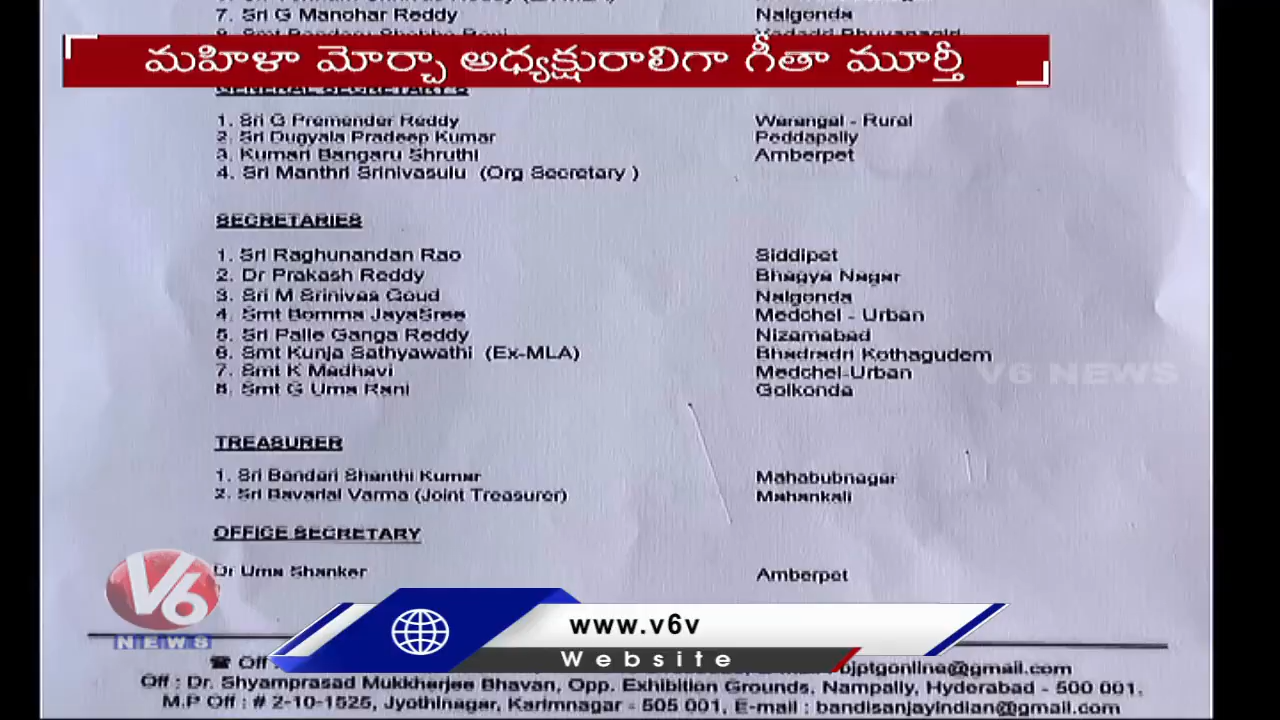 7. Sri G Manohar Reddy Nalgonda
మహిళా మోర్చా అధ్యక్షురాలిగా గీతా మూర్తీ
1. Sri G Premender Reddy Warangal - Rural
2. Sri Dugyala Pradeep Kumar Peddapally
3. Kumari Bangaru Shruthi Amberpet
4. Sri Manthri Srinivasulu (Org Secretary )
SECRETARIES
1. Sri Raghunandan Rao Siddipet
2. Dr Prakash Reddy Bhagya Nagar
3. Sri M Srinivas Goud Nalgonda
4. Smt Bomma JayaSree Medchel - Urban
5. Sri Palle Ganga Reddy Nizamabad
6. Smt Kunja Sathyawathi (Ex-MLA) Bhadradri Kothagudem
7. Smt K Madhavi Medchel-Urban
8. Smt G Uma Rani Golkonda
V6 NEWS
TREASURER
1. Sri Bandari Shanthi Kumar Mahabubnagar
2. Sri Bavarlal Varma (Joint Treasurer) Mahankali
OFFICE SECRETARY
Dr Uma Shanker Amberpet
V6
NEWS
www.v6v
Website
Off bjptgonline@gmail.com
Off : Dr. Shyamprasad Mukkherjee Bhavan, Opp. Exhibition Grounds, Nampally, Hyderabad - 500 001.
M.P Off : # 2-10-1525, Jyothinagar, Karimnagar - 505 001, E-mail : bandisanjayindian@gmail.com